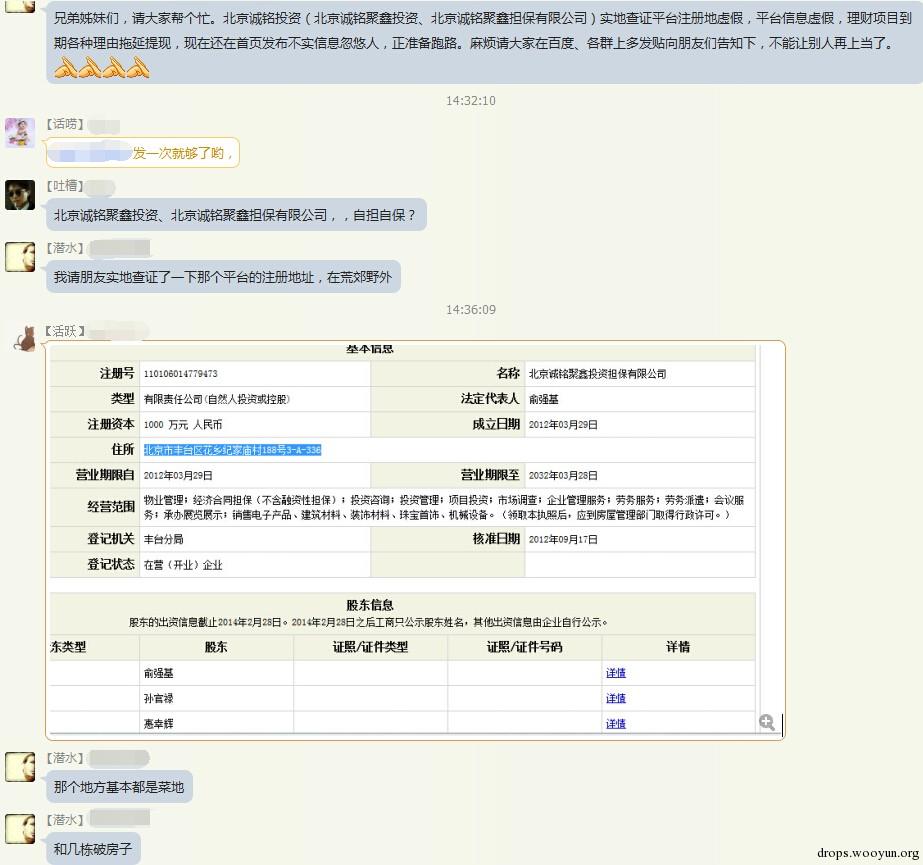 兄弟姊妹们，请大家帮个忙。北京诚铭投资（北京诚铭聚鑫投资、北京诚铭聚鑫担保有限公司）实地查证平台注册地虚假，平台信息虚假，理财项目到
期各种理由拖延提现，现在还在首页发布不实信息忽悠人，正准备跑路。麻烦请大家在百度、各群上多发贴向朋友们告知下，不能让别人再上当了。
14:32:10
【话唠】
发一次就够了哟，
【吐槽】
北京诚铭聚鑫投资、北京诚铭聚鑫担保有限公司，，自担自保？
【潜水】
我请朋友实地查证了一下那个平台的注册地址，在荒郊野外
14:36:09
【活跃】
基本信息
注册号 110106014779473 名称 北京诚铭聚鑫投资担保有限公司
类型 有限责任公司(自然人投资或控股) 法定代表人 俞强基
注册资本 1000 万元 人民币 成立日期 2012年03月29日
住所 北京市丰台区花乡纪家庙村188号3-A-336
营业期限自 2012年03月29日 营业期限至 2032年03月28日
经营范围 物业管理；经济合同担保（不含融资性担保）；投资咨询；投资管理；项目投资；市场调查；企业管理服务；劳务服务；劳务派遣；会议服
务；承办展览展示；销售电子产品、建筑材料、装饰材料、珠宝首饰、机械设备。（领取本执照后，应到房屋管理部门取得行政许可。）
登记机关 丰台分局 核准日期 2012年09月17日
登记状态 在营（开业）企业
股东信息
股东的出资信息截止2014年2月28日。2014年2月28日之后工商只公示股东姓名，其他出资信息由企业自行公示。
东类型 股东 证照/证件类型 证照/证件号码 详情
俞强基 详情
孙官禄 详情
惠幸辉 详情
【潜水】
那个地方基本都是菜地
【潜水】
和几栋破房子
drops.wooyun.org